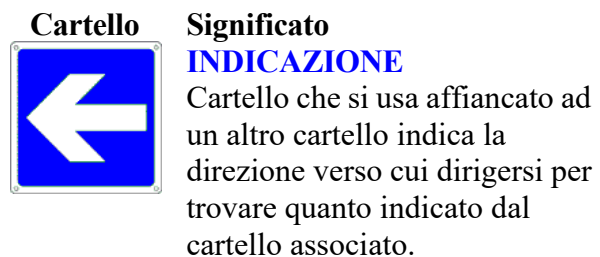 Cartello Significato
INDICAZIONE
Cartello che si usa affiancato ad
un altro cartello indica la
direzione verso cui dirigersi per
trovare quanto indicato dal
cartello associato.